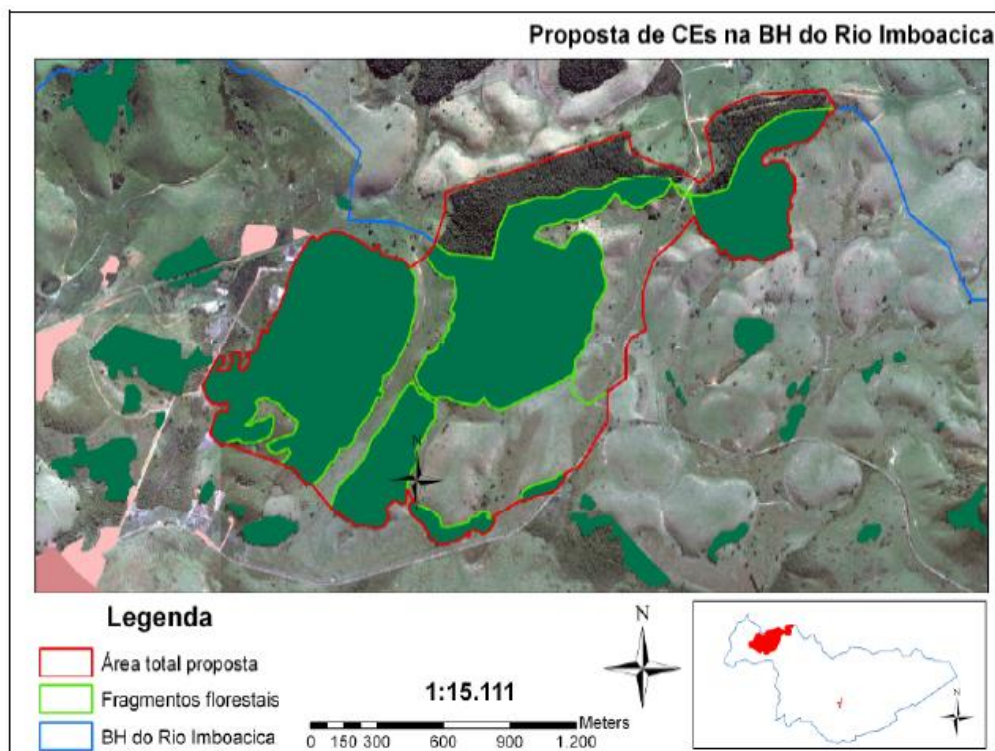 Proposta de CEs na BH do Rio Imboacica
Legenda
Área total proposta
Fragmentos florestais
BH do Rio Imboacica
1:15.111
Meters
0 150 300 600 900 1.200
N
N